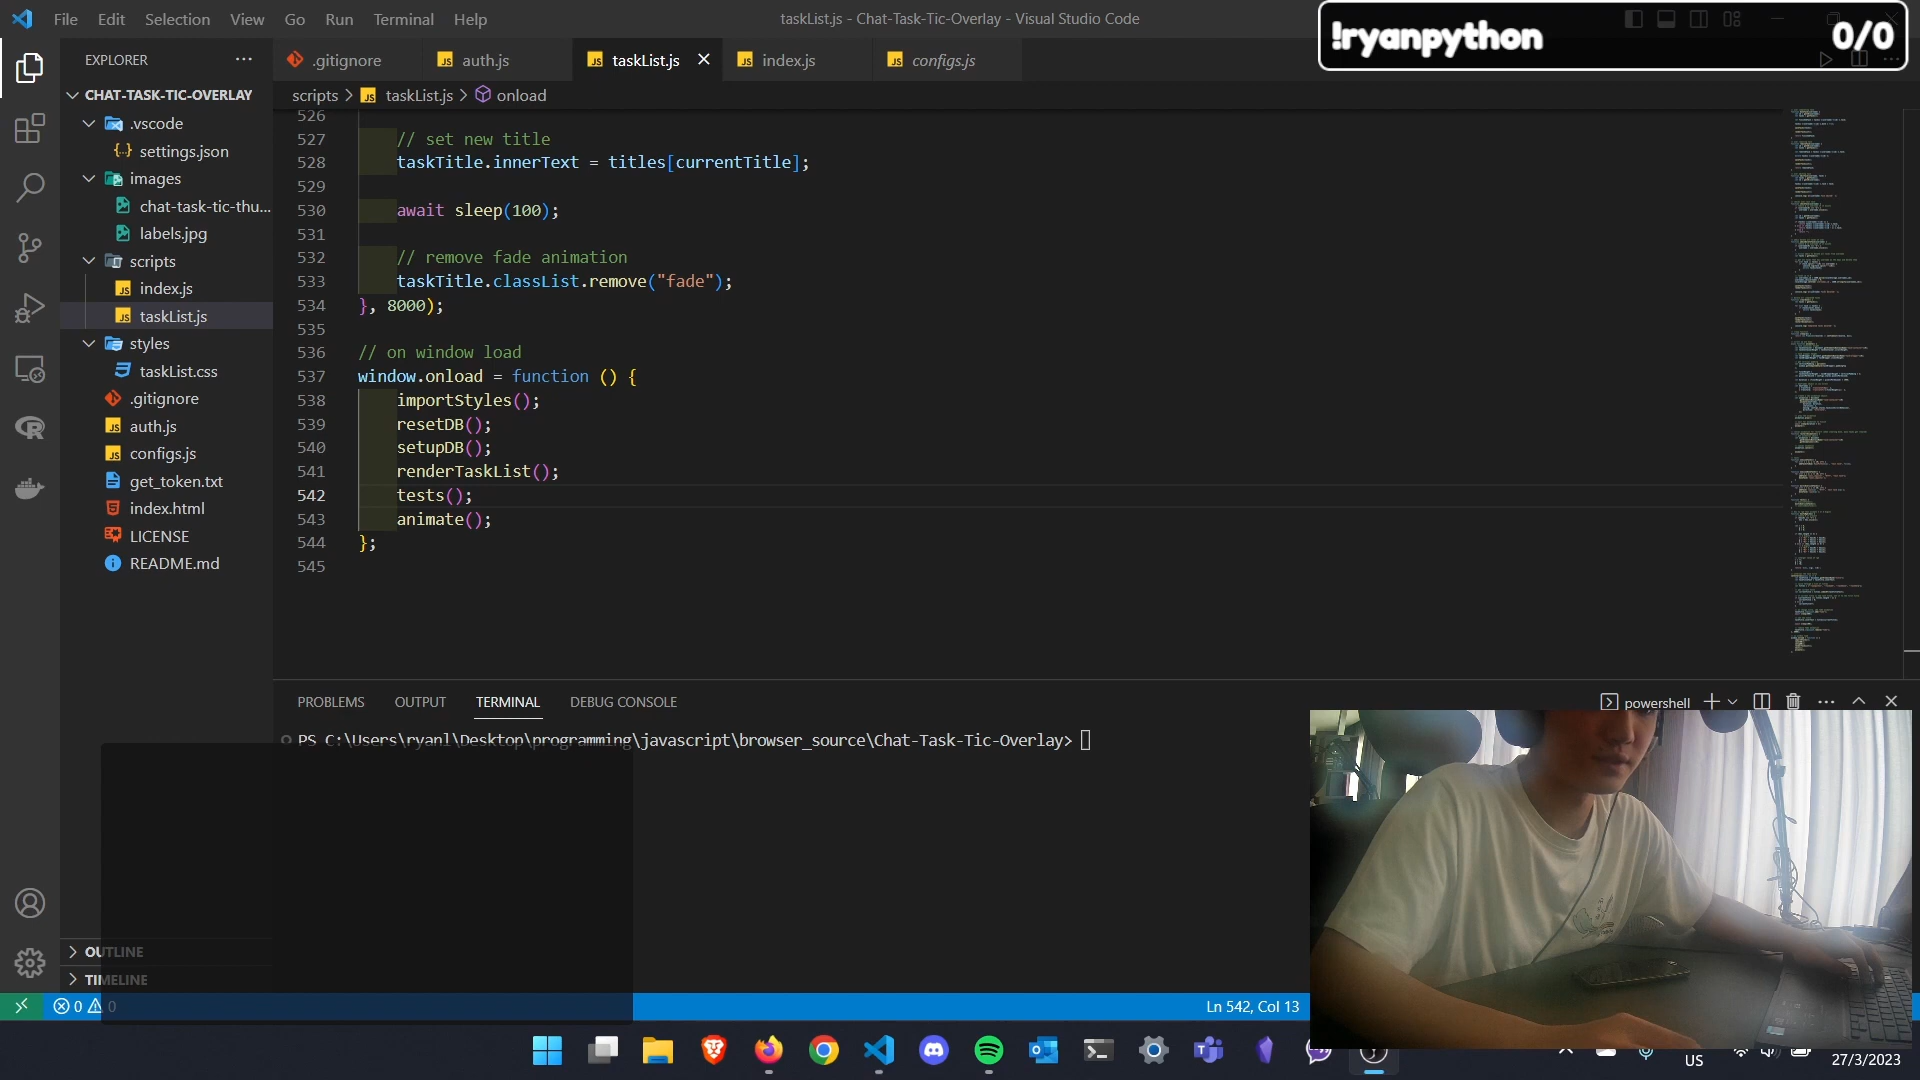 File Edit Selection View Go Run Terminal Help
taskList.js - Chat-Task-Tic-Overlay - Visual Studio Code
!ryanpython 0/0
EXPLORER
.gitignore
auth.js
taskList.js
index.js
configs.js
CHAT-TASK-TIC-OVERLAY
.vscode
settings.json
images
chat-task-tic-thu...
labels.jpg
scripts
index.js
taskList.js
styles
taskList.css
.gitignore
auth.js
configs.js
get_token.txt
index.html
LICENSE
README.md
OUTLINE
TIMELINE
scripts > taskList.js > onload
526
527 // set new title
528 taskTitle.innerText = titles[currentTitle];
529
530 await sleep(100);
531
532 // remove fade animation
533 taskTitle.classList.remove("fade");
534 }, 8000);
535
536 // on window load
537 window.onload = function () {
538 importStyles();
539 resetDB();
540 setupDB();
541 renderTaskList();
542 tests();
543 animate();
544 };
545
PROBLEMS OUTPUT TERMINAL DEBUG CONSOLE
powershell
PS C:\Users\ryanl\Desktop\programming\javascript\browser_source\Chat-Task-Tic-Overlay>
0 0
Ln 542, Col 13
US
27/3/2023